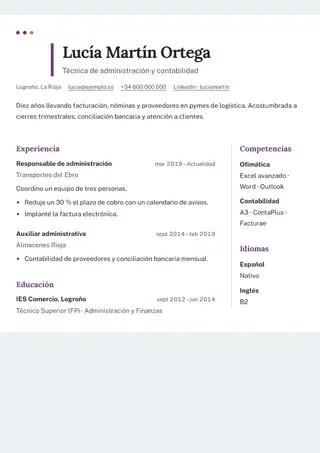 Lucía Martín Ortega
Técnica de administración y contabilidad
Logroño, La Rioja lucia@ejemplo.es +34 600 000 000 LinkedIn · luciamartin
Diez años llevando facturación, nóminas y proveedores en pymes de logística. Acostumbrada a
cierres trimestrales, conciliación bancaria y atención a clientes.
Experiencia
Responsable de administración mar 2019 – Actualidad
Transportes del Ebro
Coordino un equipo de tres personas.
• Reduje un 30 % el plazo de cobro con un calendario de avisos.
• Implanté la factura electrónica.
Auxiliar administrativa sept 2014 – feb 2019
Almacenes Rioja
• Contabilidad de proveedores y conciliación bancaria mensual.
Educación
IES Comercio, Logroño sept 2012 – jun 2014
Técnico Superior (FP) · Administración y Finanzas
Competencias
Ofimática
Excel avanzado ·
Word · Outlook
Contabilidad
A3 · ContaPlus ·
Facturae
Idiomas
Español
Nativo
Inglés
B2